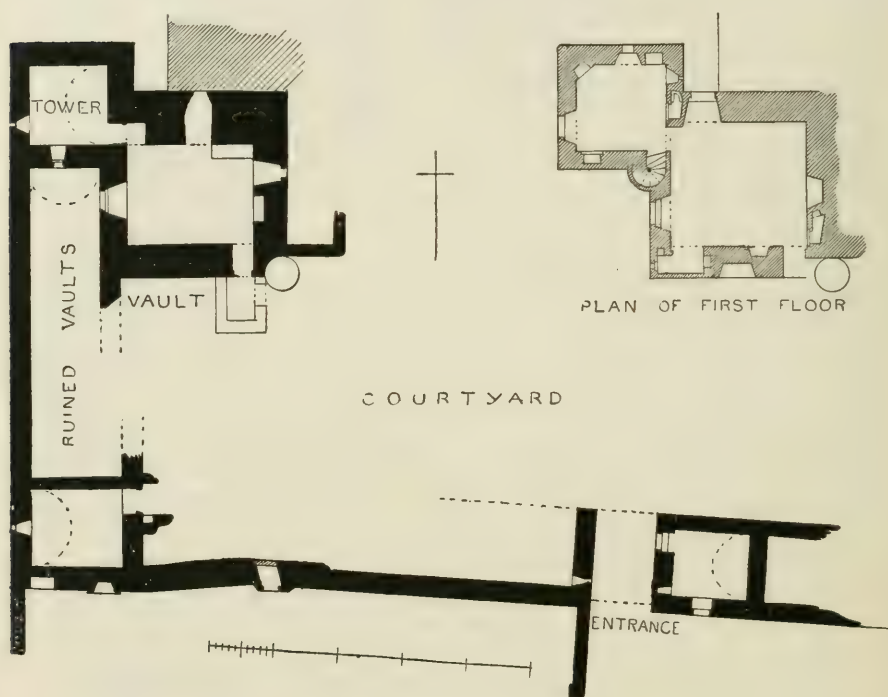 TOWER
RUINED VAULTS
VAULT
PLAN OF FIRST FLOOR
COURTYARD
ENTRANCE